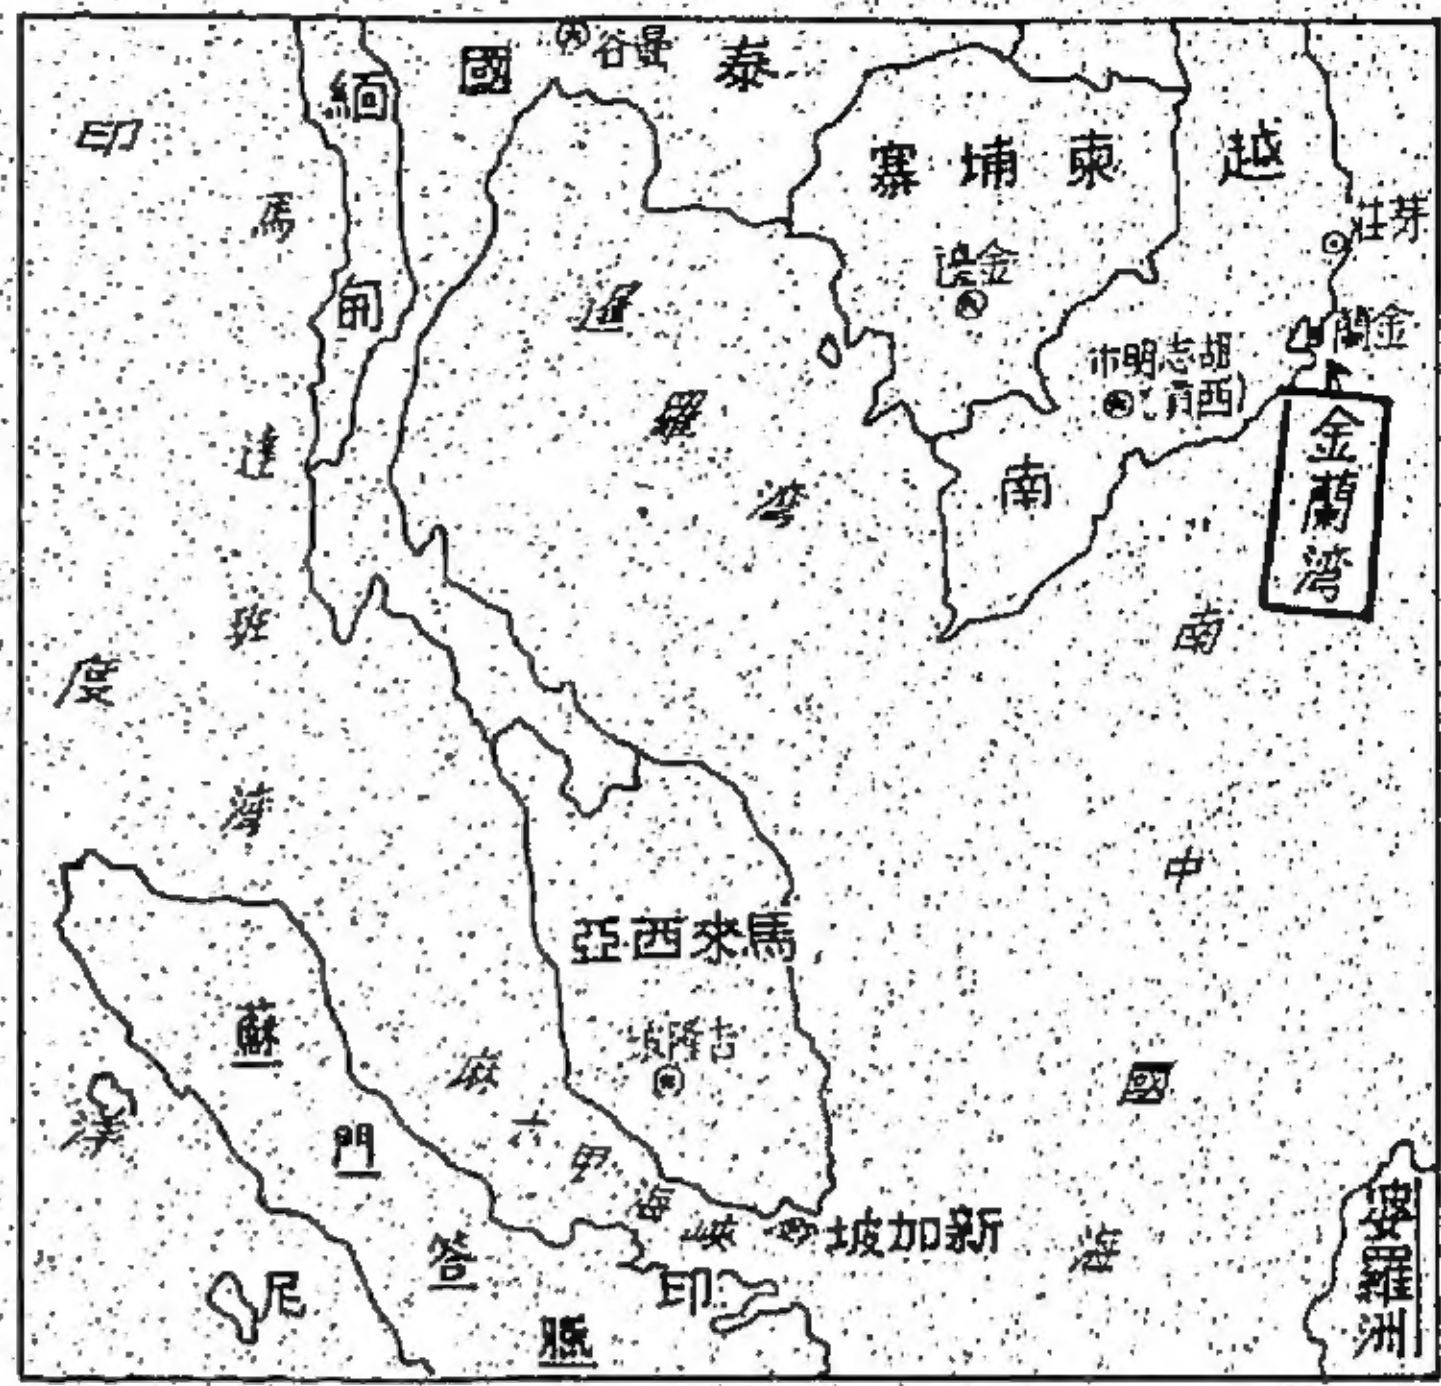 泰國
曼谷
緬甸
柬埔寨
金邊
越南
芽莊
金蘭
金蘭湾
胡志明市
(西貢)
暹羅湾
印度洋
馬達班湾
南中國海
馬來西亞
吉隆坡
麻六甲海峽
新加坡
蘇門答臘
印尼
婆羅洲